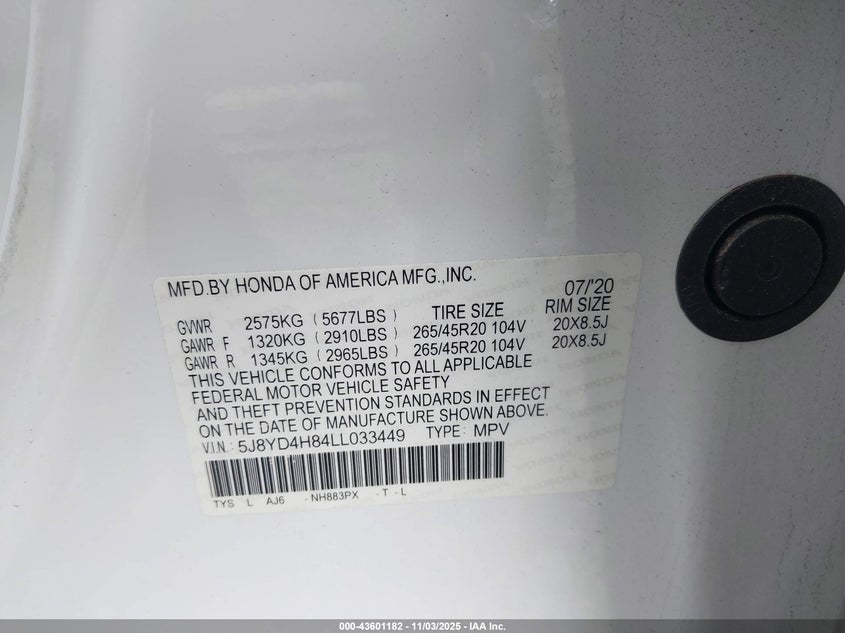 MFD.BY HONDA OF AMERICA MFG.,INC.
07/'20
GVWR 2575KG (5677LBS) TIRE SIZE RIM SIZE
GAWR F 1320KG (2910LBS) 265/45R20 104V 20X8.5J
GAWR R 1345KG (2965LBS) 265/45R20 104V 20X8.5J
THIS VEHICLE CONFORMS TO ALL APPLICABLE
FEDERAL MOTOR VEHICLE SAFETY
AND THEFT PREVENTION STANDARDS IN EFFECT
ON THE DATE OF MANUFACTURE SHOWN ABOVE.
V.I.N.: 5J8YD4H84LL033449 TYPE: MPV
TYS L AJ6 -NH883PX -T -L
000-43601182 - 11/03/2025 - IAA Inc.